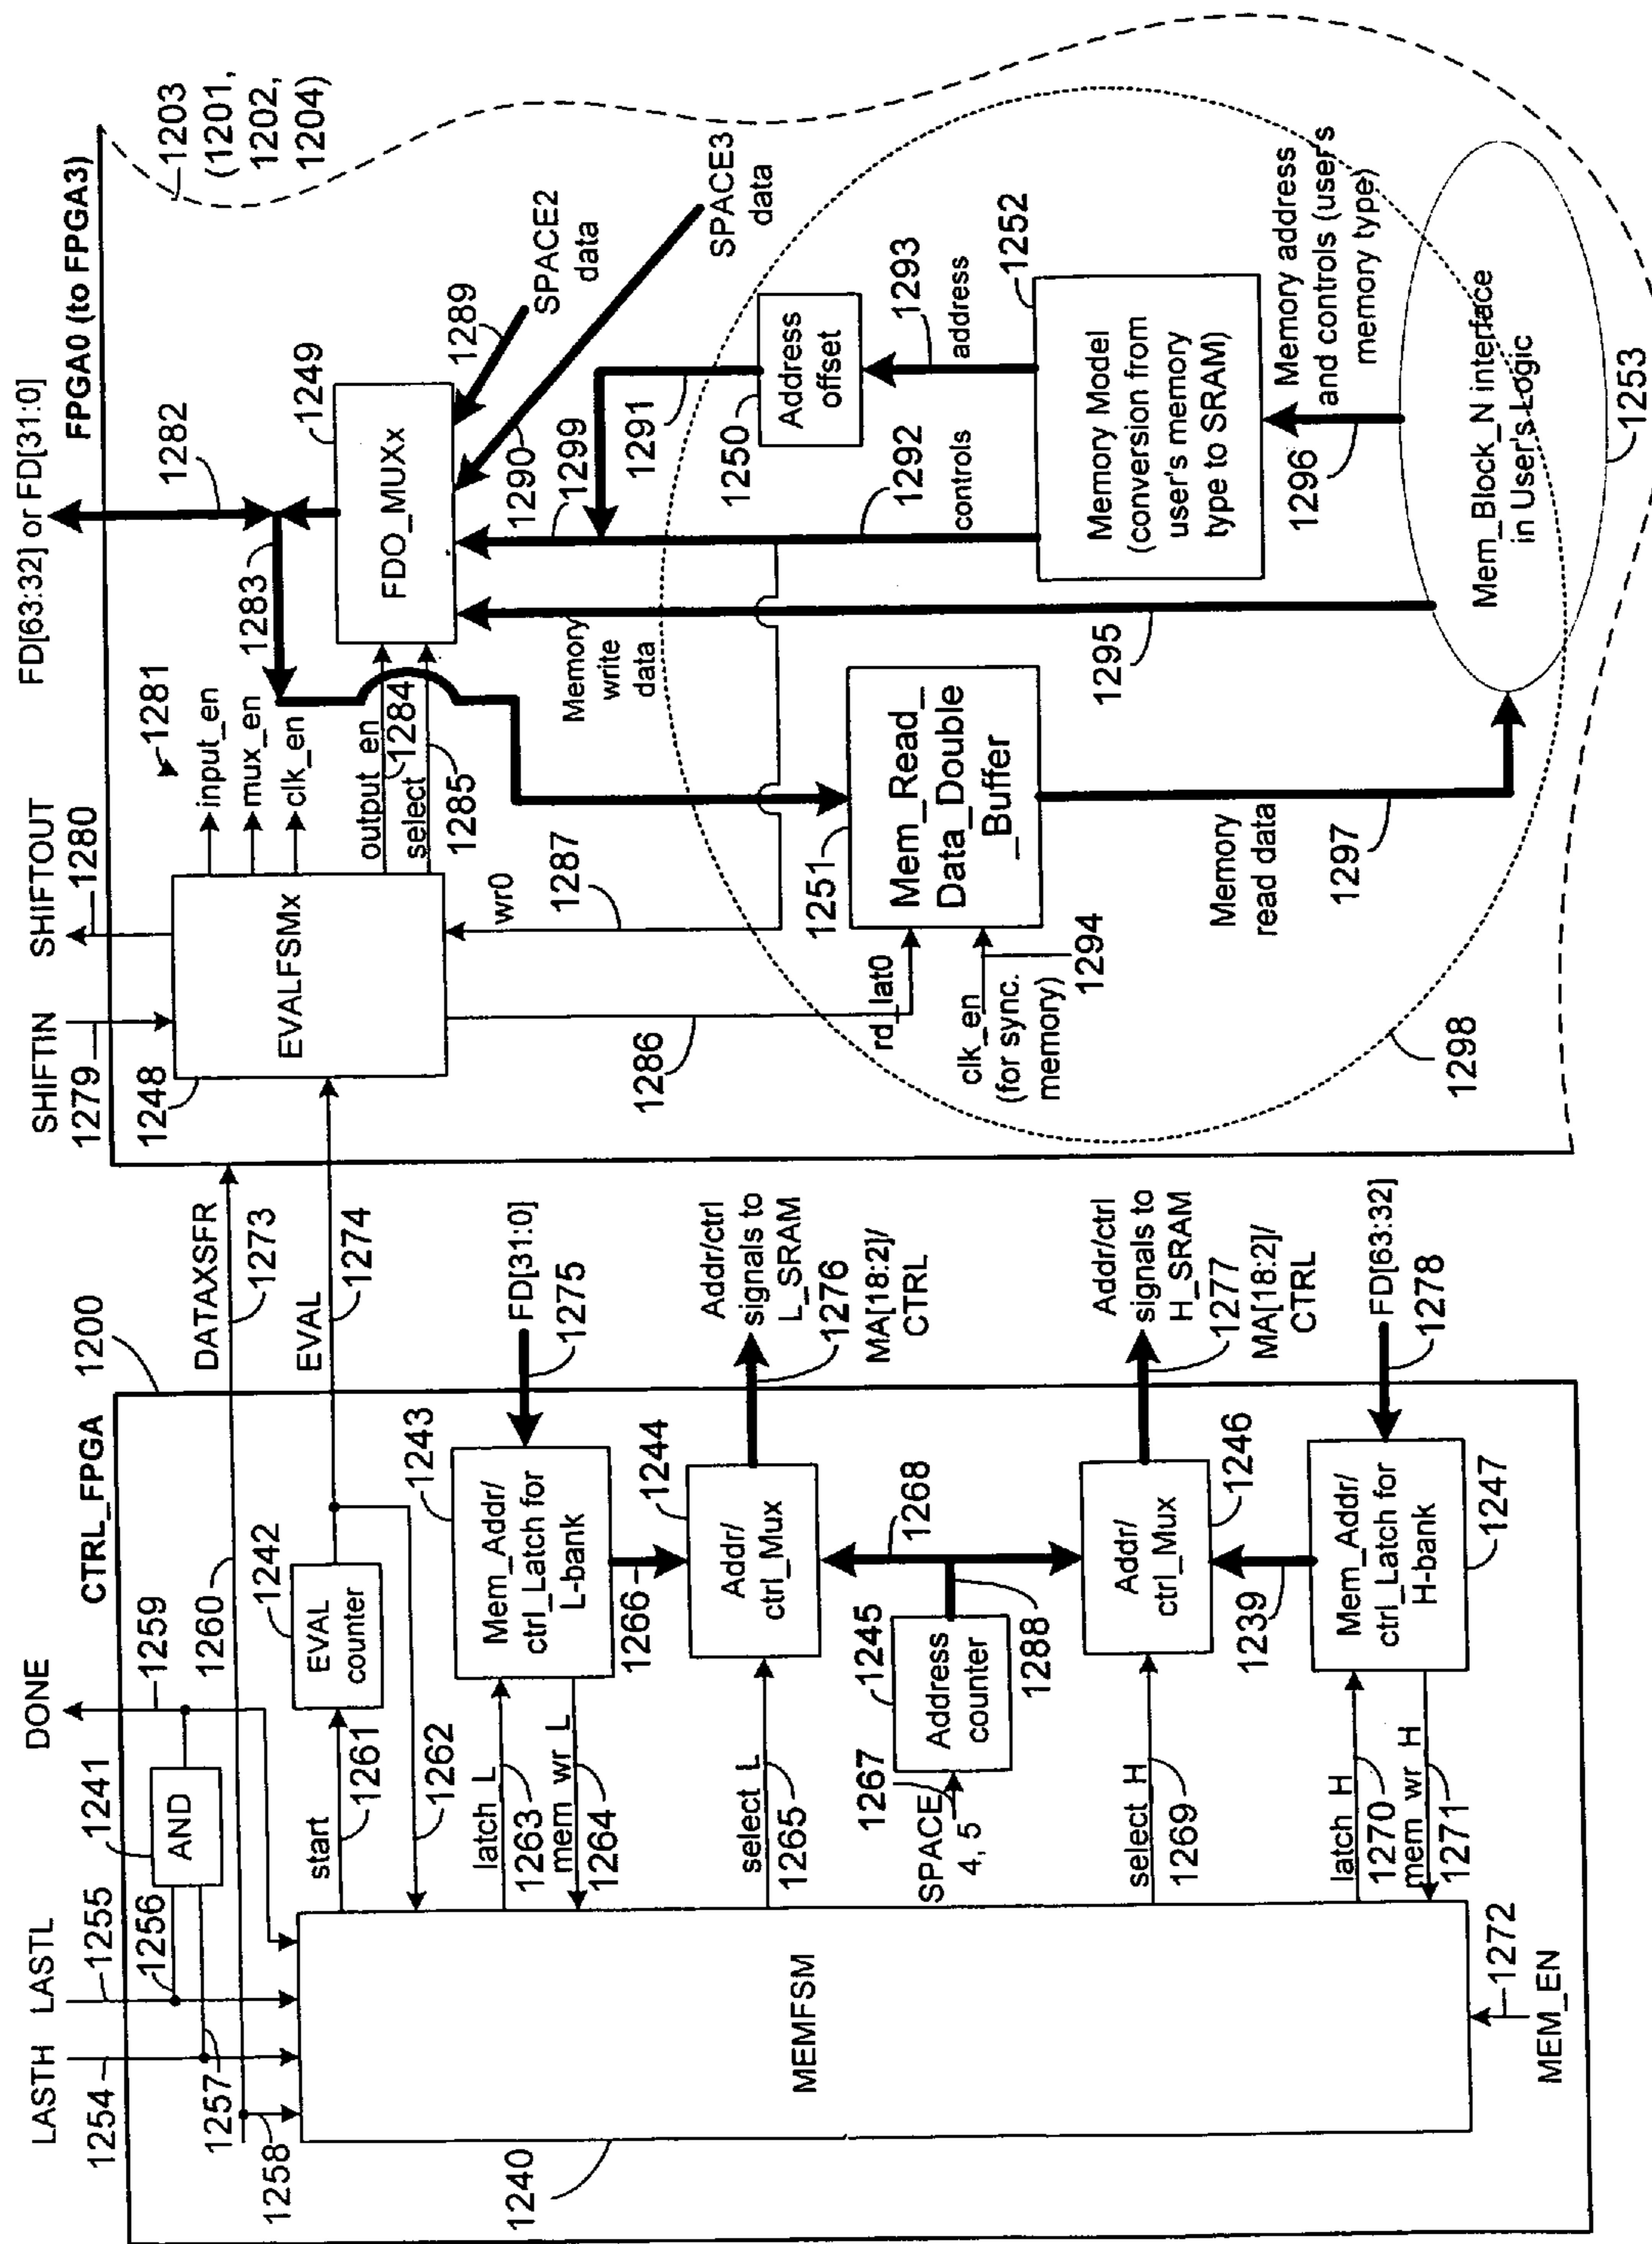 LASTH
LASTL
DONE
1254
1255
1256
1257
1258
1241
AND
1259
1260
CTRL_FPGA
1200
DATAXSFR
1273
EVAL
1274
1240
MEMFSM
MEM_EN
1272
start
1261
EVAL
counter
1242
1262
latch_L
1263
mem_wr_L
1264
Mem_Addr/
ctrl_Latch for
L-bank
1243
FD[31:0]
1275
1266
select_L
1265
Addr/
ctrl_Mux
1244
Addr/ctrl
signals to
L_SRAM
1276
MA[18:2]/
CTRL
1268
1267
SPACE
4, 5
1245
Address
counter
1288
select_H
1269
Addr/
ctrl_Mux
1246
Addr/ctrl
signals to
H_SRAM
1277
MA[18:2]/
CTRL
1239
latch_H
1270
mem_wr_H
1271
Mem_Addr/
ctrl_Latch for
H-bank
1247
FD[63:32]
1278
SHIFTIN
SHIFTOUT
1279
1280
1248
EVALFSMx
1281
input_en
mux_en
clk_en
output_en
1284
select
1285
1283
FD[63:32] or FD[31:0]
1282
FPGA0 (to FPGA3)
1203
(1201,
1202,
1204)
1249
FDO_MUXx
1289
SPACE2
data
1290
SPACE3
data
wr0
1287
1286
rd_lat0
clk_en
(for sync.
memory)
1294
1251
Mem_Read_
Data_Double
_Buffer
Memory
write
data
1295
1299
1291
1250
Address
offset
1293
address
1292
controls
1252
Memory Model
(conversion from
user's memory
type to SRAM)
Memory address
and controls (user's
memory type)
1296
Memory
read data
1297
Mem_Block_N interface
in User's Logic
1253
1298